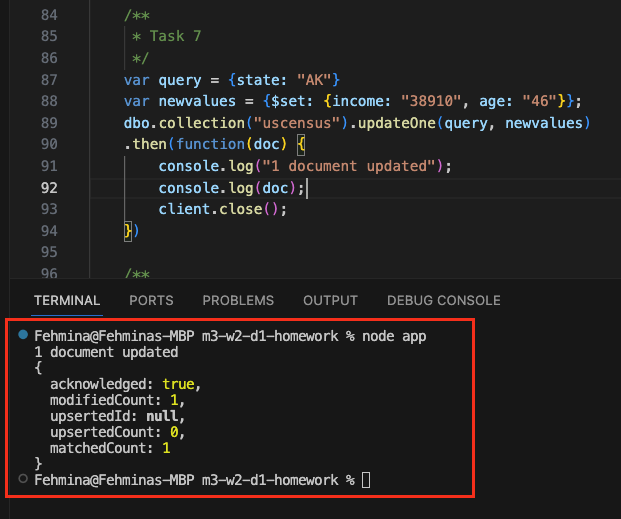 84 /**
85 * Task 7
86 */
87 var query = {state: "AK"}
88 var newvalues = {$set: {income: "38910", age: "46"}};
89 dbo.collection("uscensus").updateOne(query, newvalues)
90 .then(function(doc) {
91 console.log("1 document updated");
92 console.log(doc);
93 client.close();
94 })
95
96 /**
TERMINAL PORTS PROBLEMS OUTPUT DEBUG CONSOLE
Fehmina@Fehminas-MBP m3-w2-d1-homework % node app
1 document updated
{
acknowledged: true,
modifiedCount: 1,
upsertedId: null,
upsertedCount: 0,
matchedCount: 1
}
Fehmina@Fehminas-MBP m3-w2-d1-homework %